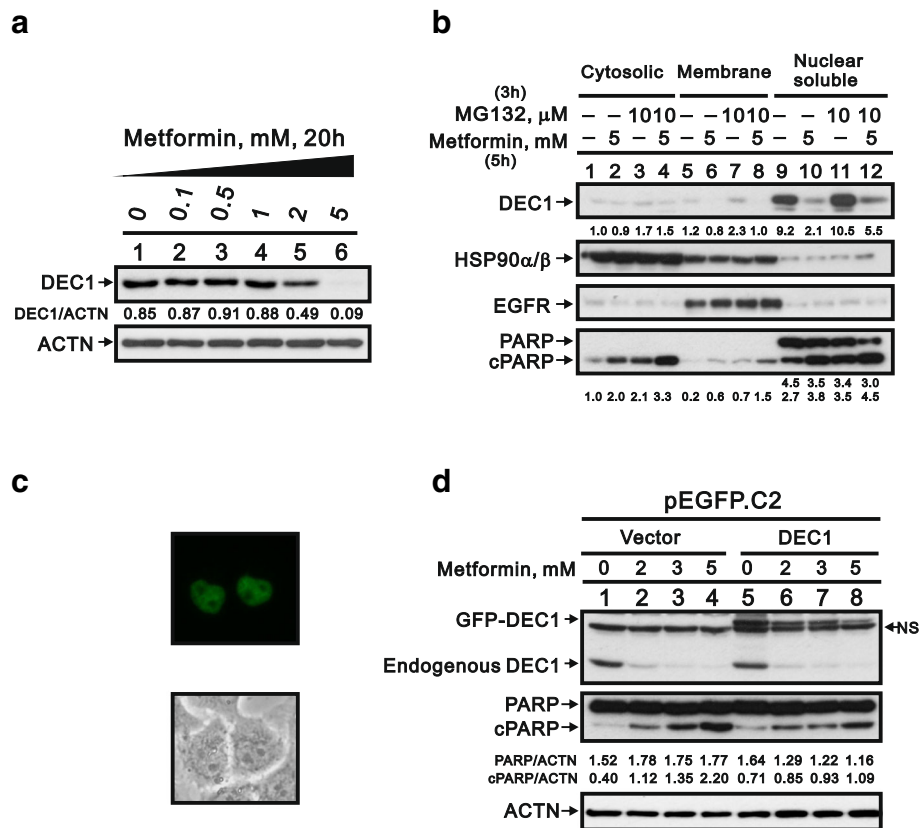 a
Metformin, mM, 20h
0 0.1 0.5 1 2 5
1 2 3 4 5 6
DEC1
DEC1/ACTN 0.85 0.87 0.91 0.88 0.49 0.09
ACTN
b
Cytosolic Membrane Nuclear soluble
(3h)
MG132, μM – – 10 10 – – 10 10 – – 10 10
Metformin, mM – 5 – 5 – 5 – 5 – 5 – 5
(5h)
1 2 3 4 5 6 7 8 9 10 11 12
DEC1
1.0 0.9 1.7 1.5 1.2 0.8 2.3 1.0 9.2 2.1 10.5 5.5
HSP90α/β
EGFR
PARP
cPARP
4.5 3.5 3.4 3.0
1.0 2.0 2.1 3.3 0.2 0.6 0.7 1.5 2.7 3.8 3.5 4.5
c
d
pEGFP.C2
Vector DEC1
Metformin, mM 0 2 3 5 0 2 3 5
1 2 3 4 5 6 7 8
GFP-DEC1
NS
Endogenous DEC1
PARP
cPARP
PARP/ACTN 1.52 1.78 1.75 1.77 1.64 1.29 1.22 1.16
cPARP/ACTN 0.40 1.12 1.35 2.20 0.71 0.85 0.93 1.09
ACTN